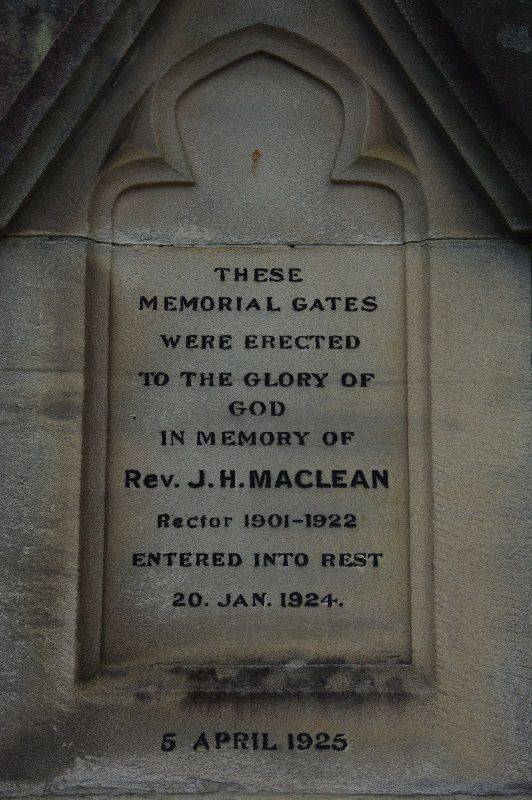 THESE
MEMORIAL GATES
WERE ERECTED
TO THE GLORY OF
GOD
IN MEMORY OF
Rev. J.H. MACLEAN
Rector 1901-1922
ENTERED INTO REST
20. JAN. 1924.
5 APRIL 1925